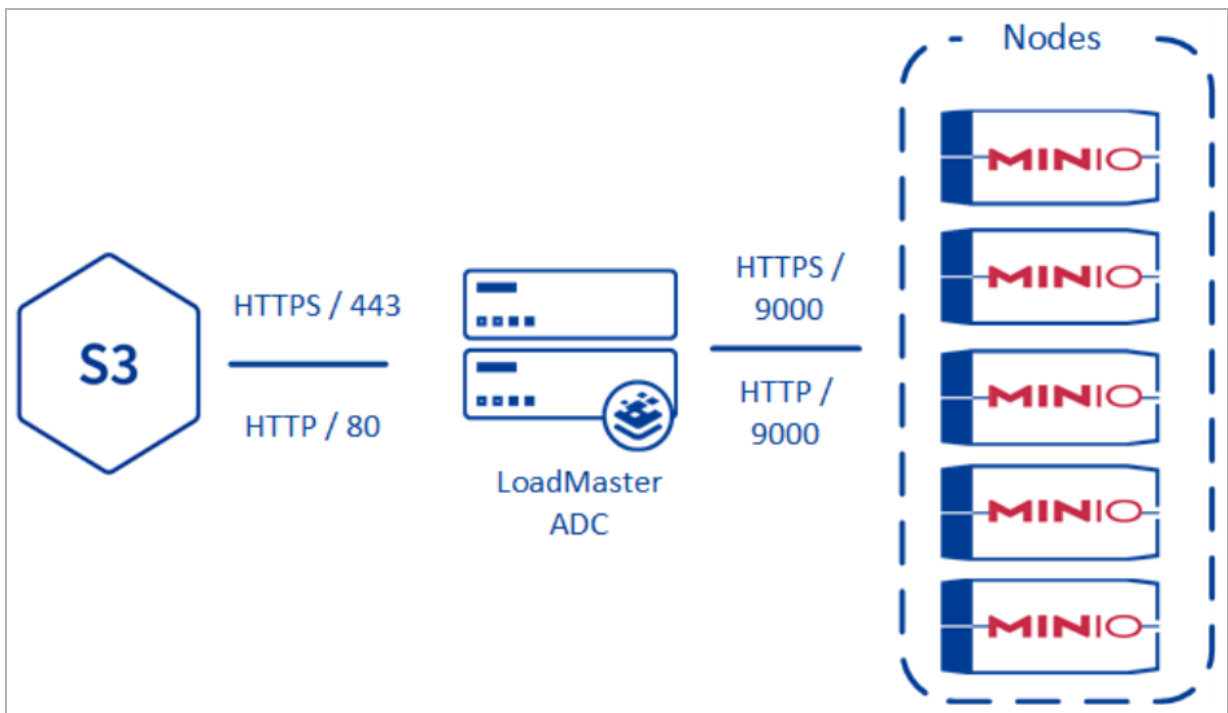 Nodes
S3
HTTPS / 443
HTTP / 80
LoadMaster
ADC
HTTPS /
9000
HTTP /
9000
MINIO
MINIO
MINIO
MINIO
MINIO